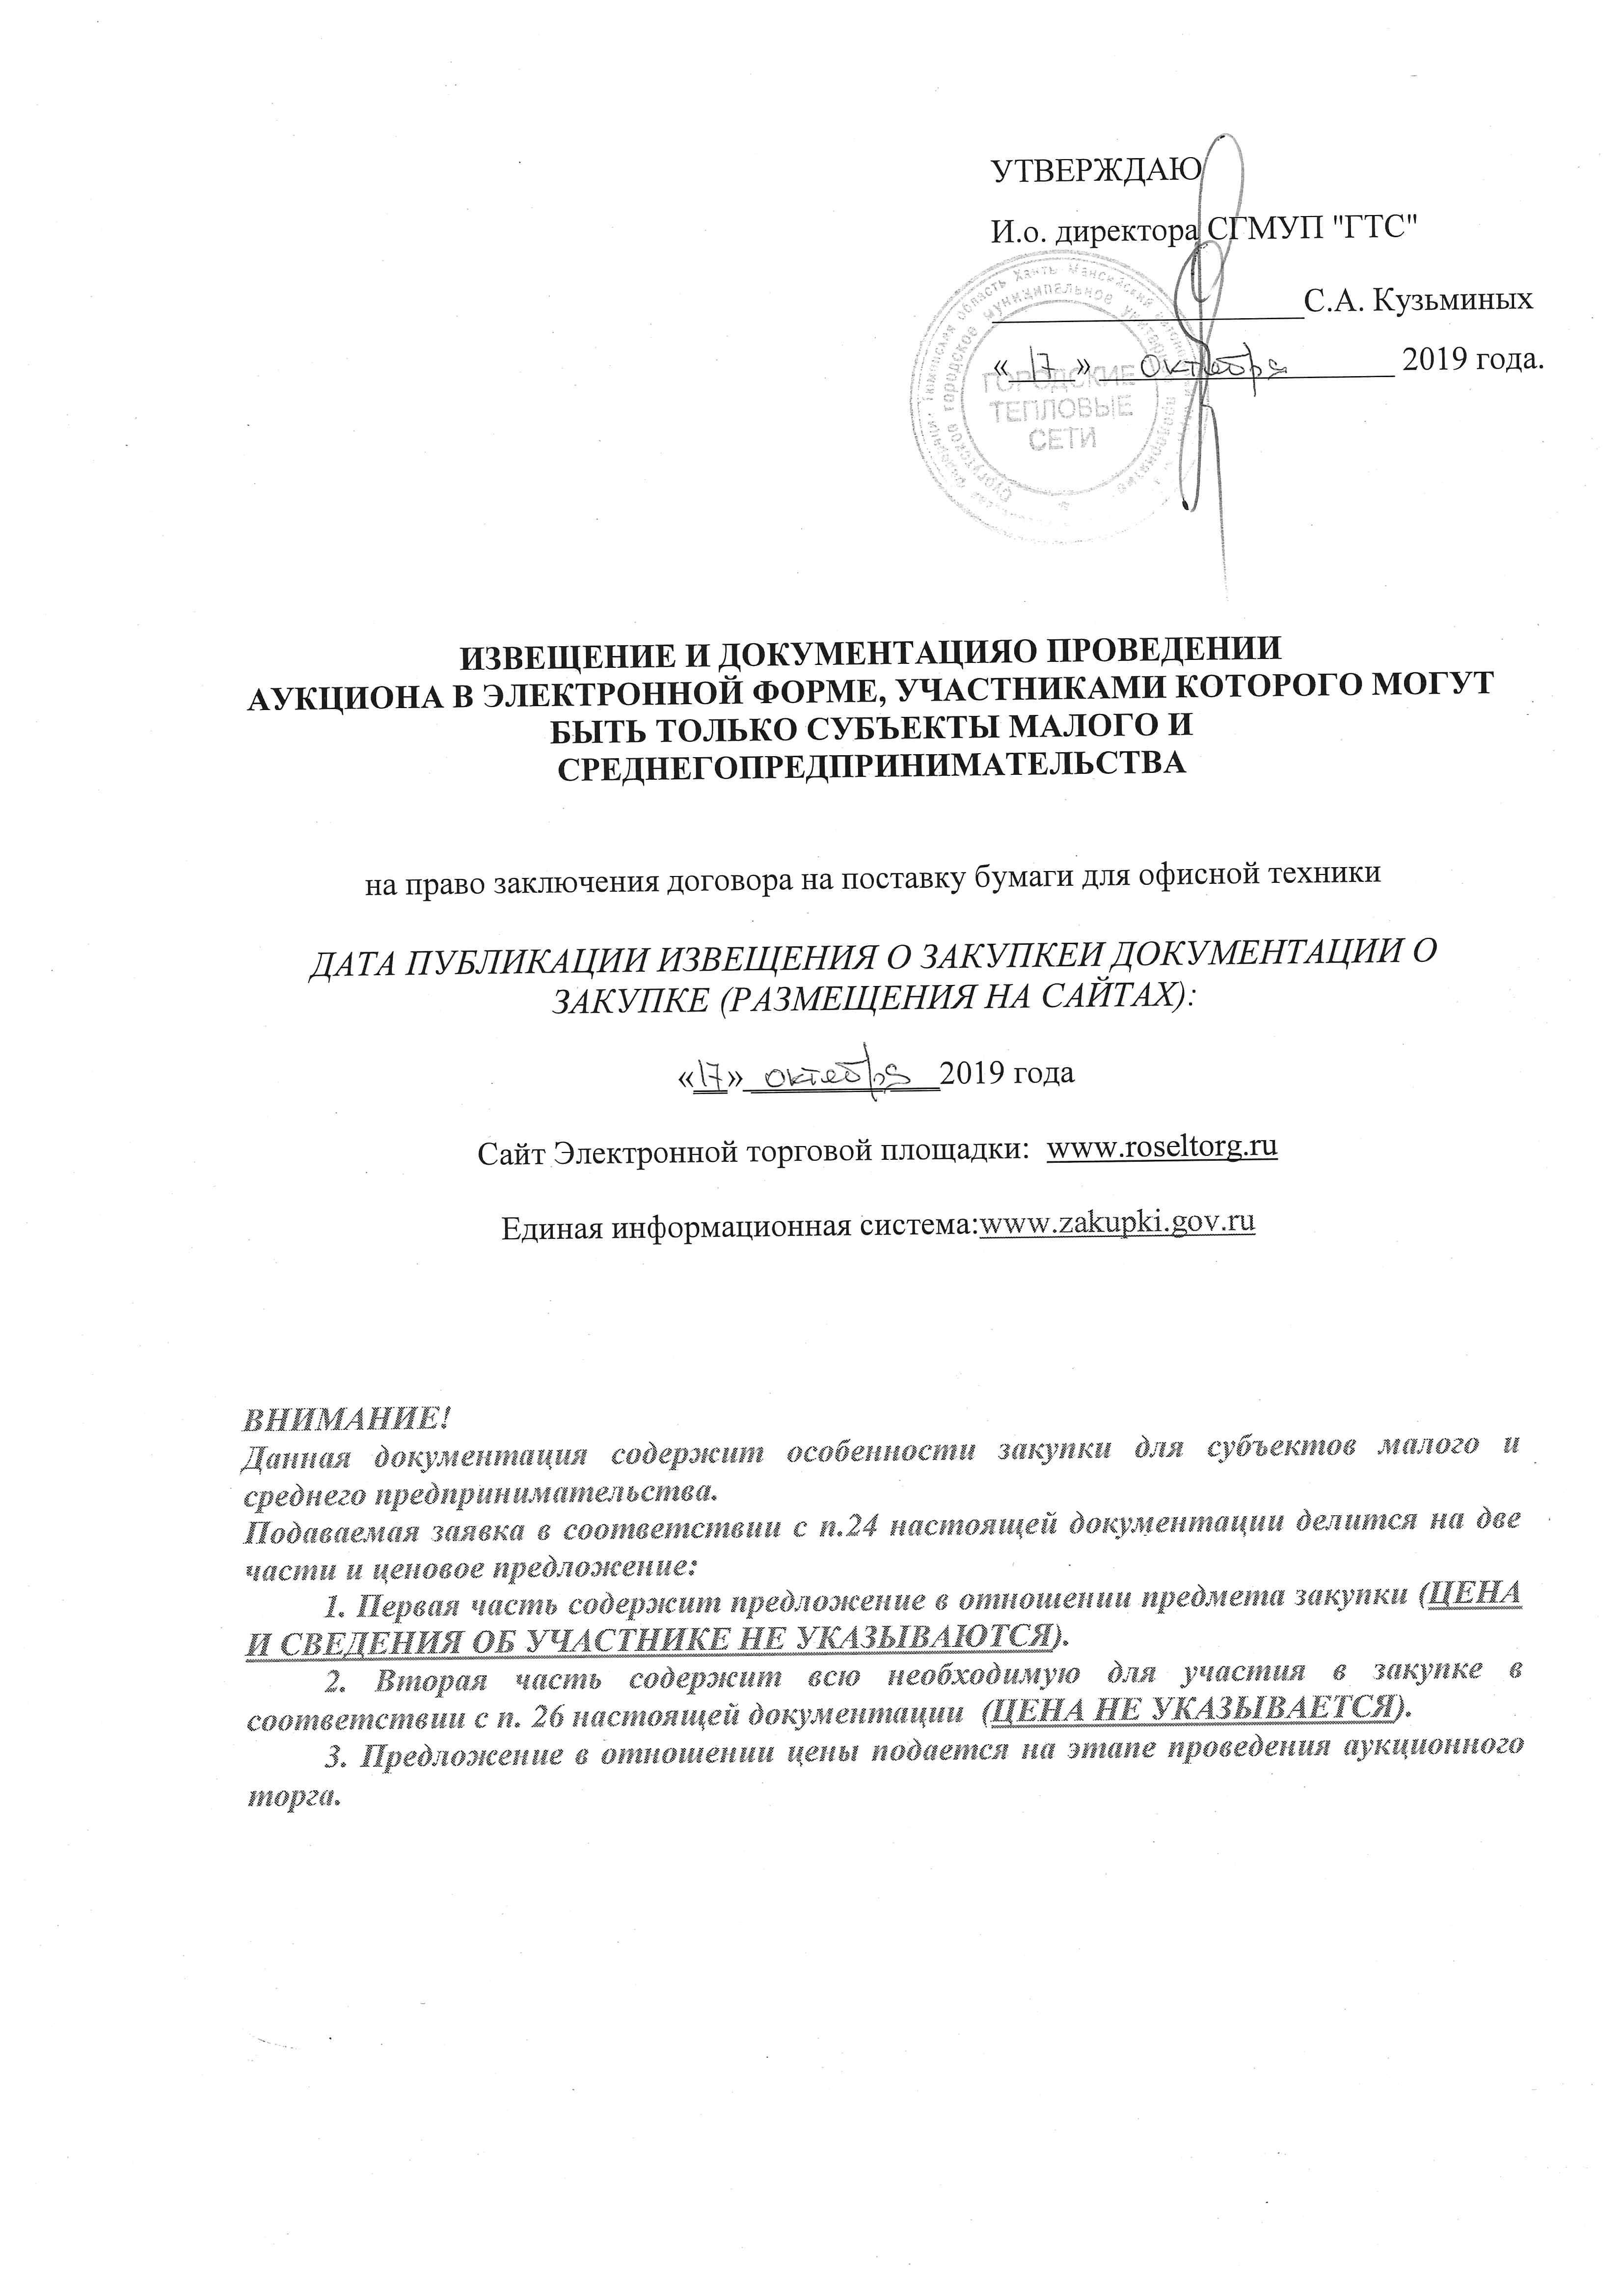 УТВЕРЖДАЮ
И.о. директора СГМУП "ГТС"
С.А. Кузьминых
«17» октября 2019 года.
ГОРОДСКИЕ
ТЕПЛОВЫЕ
СЕТИ
ИЗВЕЩЕНИЕ И ДОКУМЕНТАЦИЯО ПРОВЕДЕНИИ
АУКЦИОНА В ЭЛЕКТРОННОЙ ФОРМЕ, УЧАСТНИКАМИ КОТОРОГО МОГУТ
БЫТЬ ТОЛЬКО СУБЪЕКТЫ МАЛОГО И
СРЕДНЕГОПРЕДПРИНИМАТЕЛЬСТВА
на право заключения договора на поставку бумаги для офисной техники
ДАТА ПУБЛИКАЦИИ ИЗВЕЩЕНИЯ О ЗАКУПКЕИ ДОКУМЕНТАЦИИ О
ЗАКУПКЕ (РАЗМЕЩЕНИЯ НА САЙТАХ):
«17» октября 2019 года
Сайт Электронной торговой площадки: www.roseltorg.ru
Единая информационная система:www.zakupki.gov.ru
ВНИМАНИЕ!
Данная документация содержит особенности закупки для субъектов малого и
среднего предпринимательства.
Подаваемая заявка в соответствии с п.24 настоящей документации делится на две
части и ценовое предложение:
1. Первая часть содержит предложение в отношении предмета закупки (ЦЕНА
И СВЕДЕНИЯ ОБ УЧАСТНИКЕ НЕ УКАЗЫВАЮТСЯ).
2. Вторая часть содержит всю необходимую для участия в закупке в
соответствии с п. 26 настоящей документации (ЦЕНА НЕ УКАЗЫВАЕТСЯ).
3. Предложение в отношении цены подается на этапе проведения аукционного
торга.